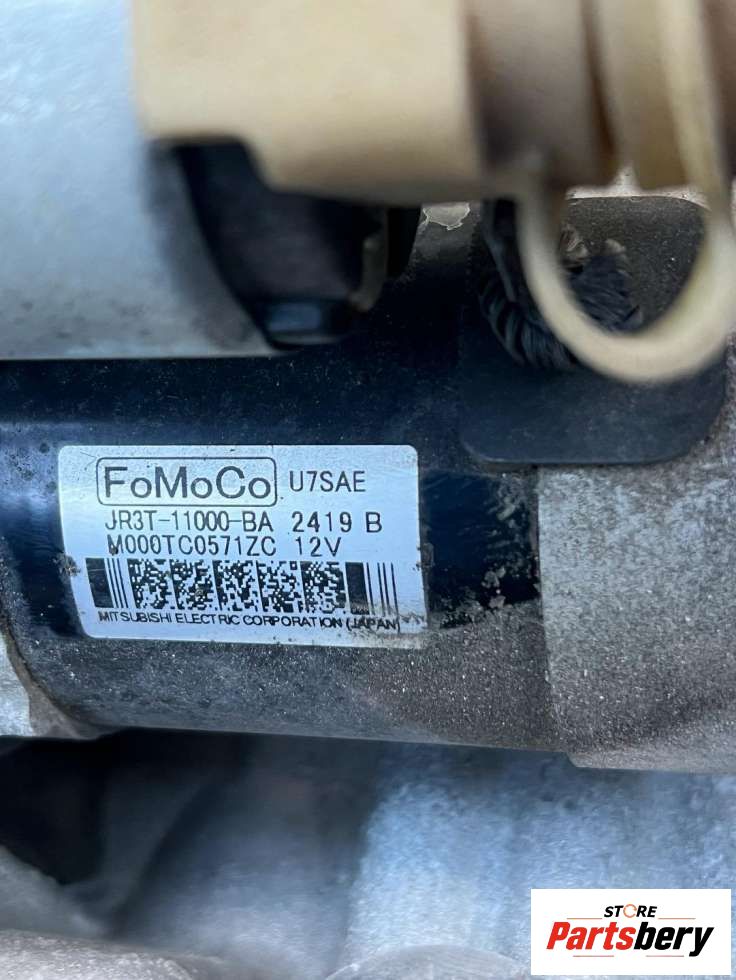 FoMoCo U7SAE
JR3T-11000-BA 2419 B
M000TC0571ZC 12V
MITSUBISHI ELECTRIC CORPORATION (JAPAN)
STORE
Partsbery